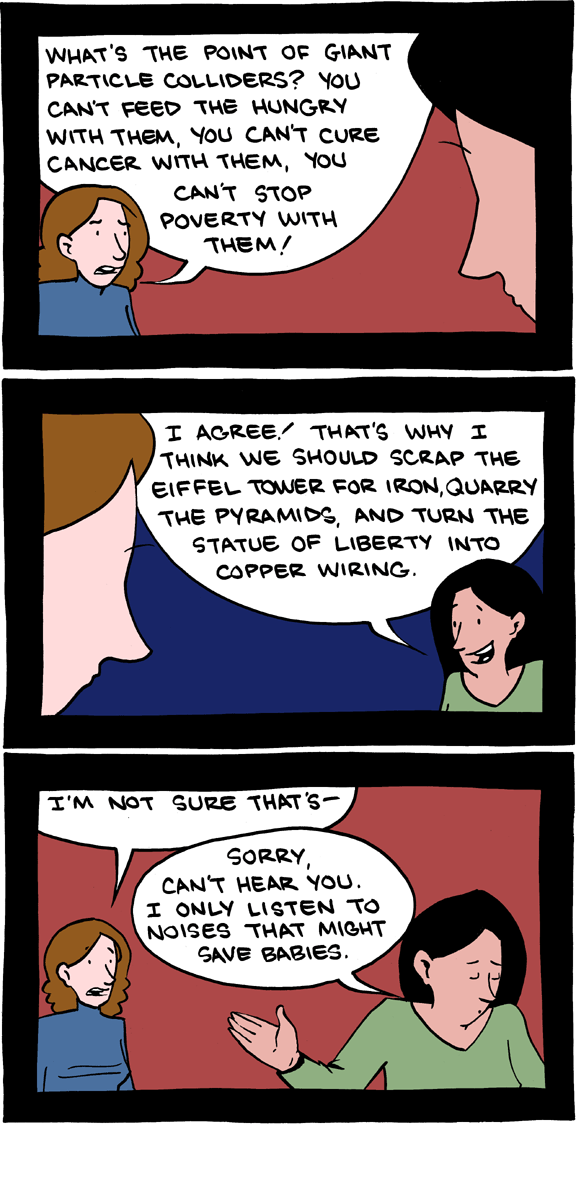 WHAT'S THE POINT OF GIANT
PARTICLE COLLIDERS? YOU
CAN'T FEED THE HUNGRY
WITH THEM, YOU CAN'T CURE
CANCER WITH THEM, YOU
CAN'T STOP
POVERTY WITH
THEM!
I AGREE! THAT'S WHY I
THINK WE SHOULD SCRAP THE
EIFFEL TOWER FOR IRON, QUARRY
THE PYRAMIDS, AND TURN THE
STATUE OF LIBERTY INTO
COPPER WIRING.
I'M NOT SURE THAT'S—
SORRY,
CAN'T HEAR YOU.
I ONLY LISTEN TO
NOISES THAT MIGHT
SAVE BABIES.